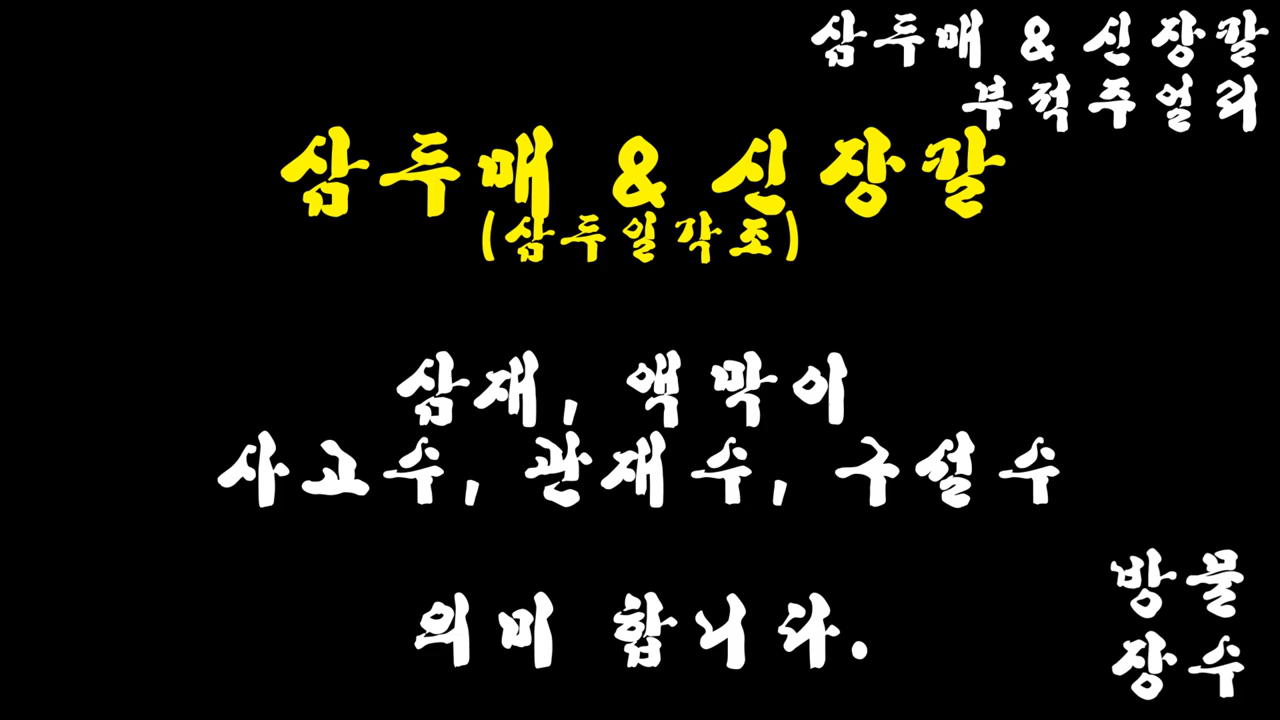 삼두매 & 신장칼
부적주얼리
삼두매 & 신장칼
(삼두일각조)
삼재, 액막이
사고수, 관재수, 구설수
의미 합니다.
방물
장수